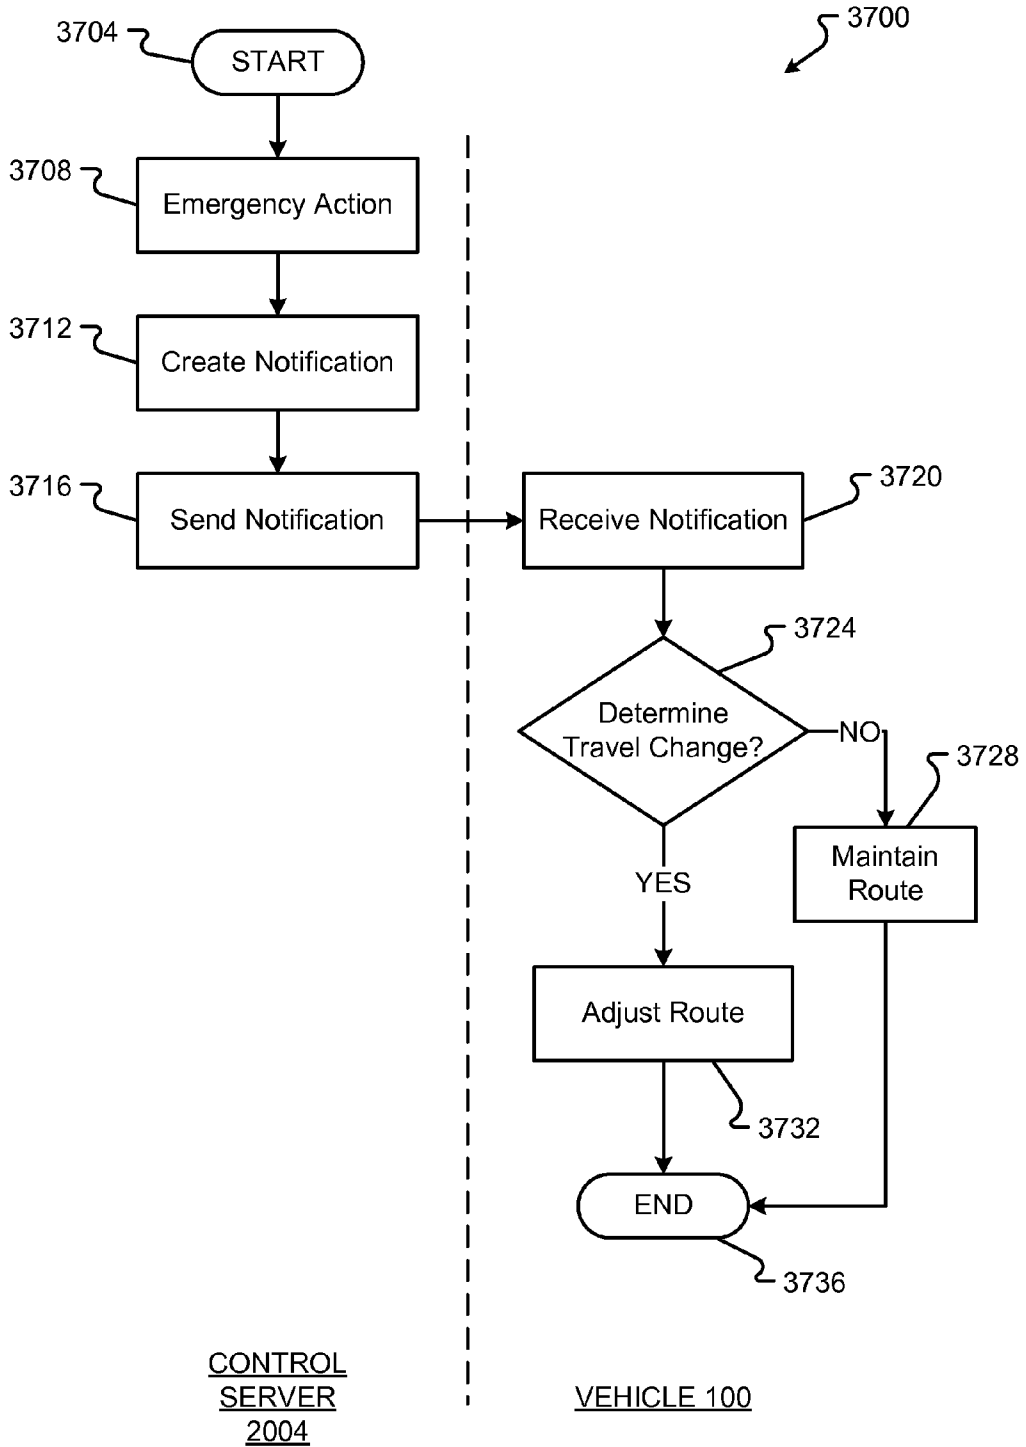 3704
START
3700
3708
Emergency Action
3712
Create Notification
3716
Send Notification
Receive Notification
3720
3724
Determine
Travel Change?
NO
3728
Maintain
Route
YES
Adjust Route
3732
END
3736
CONTROL
SERVER
2004
VEHICLE 100